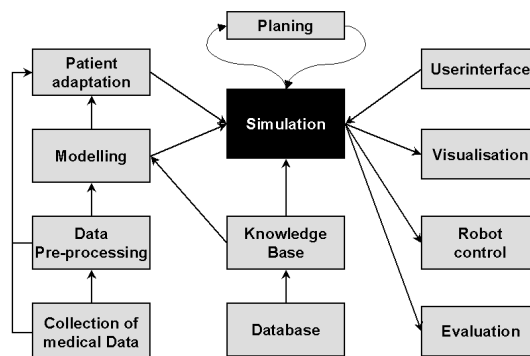 Planing
Patient
adaptation
Userinterface
Simulation
Modelling
Visualisation
Data
Pre-processing
Knowledge
Base
Robot
control
Collection of
medical Data
Database
Evaluation